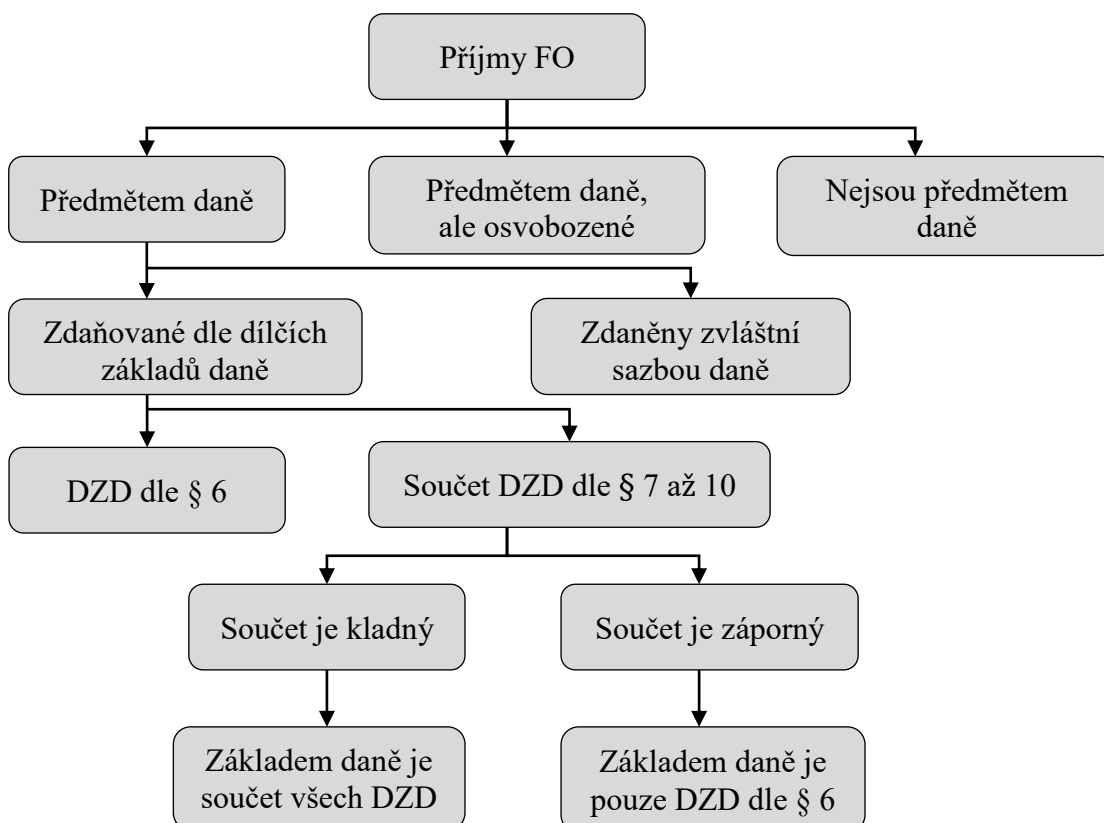 Příjmy FO
Předmětem daně
Předmětem daně,
ale osvobozené
Nejsou předmětem
daně
Zdaňované dle dílčích
základů daně
Zdaněny zvláštní
sazbou daně
DZD dle § 6
Součet DZD dle § 7 až 10
Součet je kladný
Součet je záporný
Základem daně je
součet všech DZD
Základem daně je
pouze DZD dle § 6